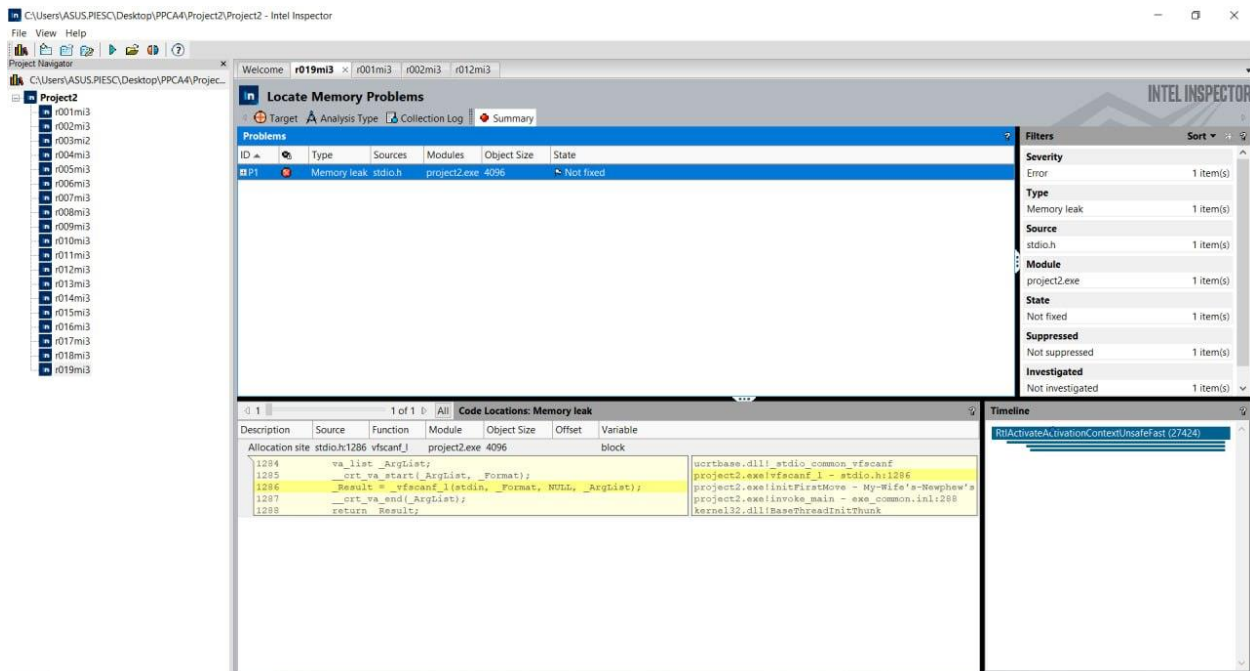 C:\Users\ASUS.PIESC\Desktop\PPCA4\Project2\Project2 - Intel Inspector
File View Help
Project Navigator
C:\Users\ASUS.PIESC\Desktop\PPCA4\Projec...
Project2
r001mi3
r002mi3
r003mi2
r004mi3
r005mi3
r006mi3
r007mi3
r008mi3
r009mi3
r010mi3
r011mi3
r012mi3
r013mi3
r014mi3
r015mi3
r016mi3
r017mi3
r018mi3
r019mi3
Welcome r019mi3 r001mi3 r002mi3 r012mi3
Locate Memory Problems
INTEL INSPECTOR
Target Analysis Type Collection Log Summary
Problems
ID Type Sources Modules Object Size State
P1 Memory leak stdio.h project2.exe 4096 Not fixed
Filters Sort
Severity
Error 1 item(s)
Type
Memory leak 1 item(s)
Source
stdio.h 1 item(s)
Module
project2.exe 1 item(s)
State
Not fixed 1 item(s)
Suppressed
Not suppressed 1 item(s)
Investigated
Not investigated 1 item(s)
1 1 of 1 All Code Locations: Memory leak
Description Source Function Module Object Size Offset Variable
Allocation site stdio.h:1286 vfscanf_l project2.exe 4096 block
1284 va_list _ArgList;
1285 __crt_va_start(_ArgList, _Format);
1286 _Result = _vfscanf_l(stdin, _Format, NULL, _ArgList);
1287 __crt_va_end(_ArgList);
1288 return _Result;
ucrtbase.dll!_stdio_common_vfscanf
project2.exe!vfscanf_l - stdio.h:1286
project2.exe!initFirstMove - My-Wife's-Newphew's
project2.exe!invoke_main - exe_common.inl:288
kernel32.dll!BaseThreadInitThunk
Timeline
RtlActivateActivationContextUnsafeFast (27424)